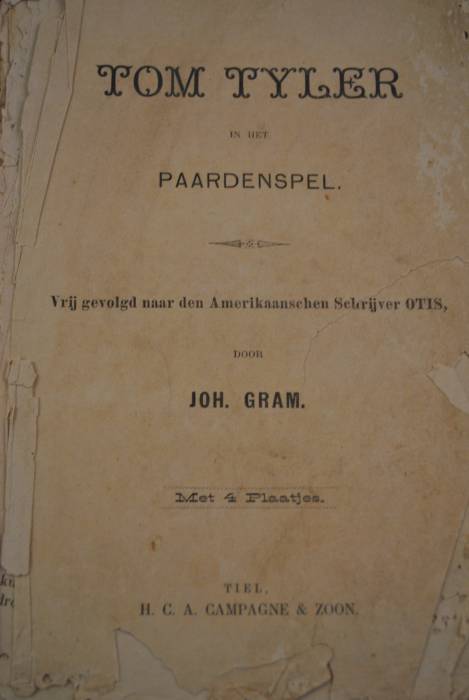 TOM TYLER
IN HET
PAARDENSPEL.
Vrij gevolgd naar den Amerikaanschen Schrijver OTIS,
DOOR
JOH. GRAM.
Met 4 Plaatjes.
TIEL,
H. C. A. CAMPAGNE & ZOON.